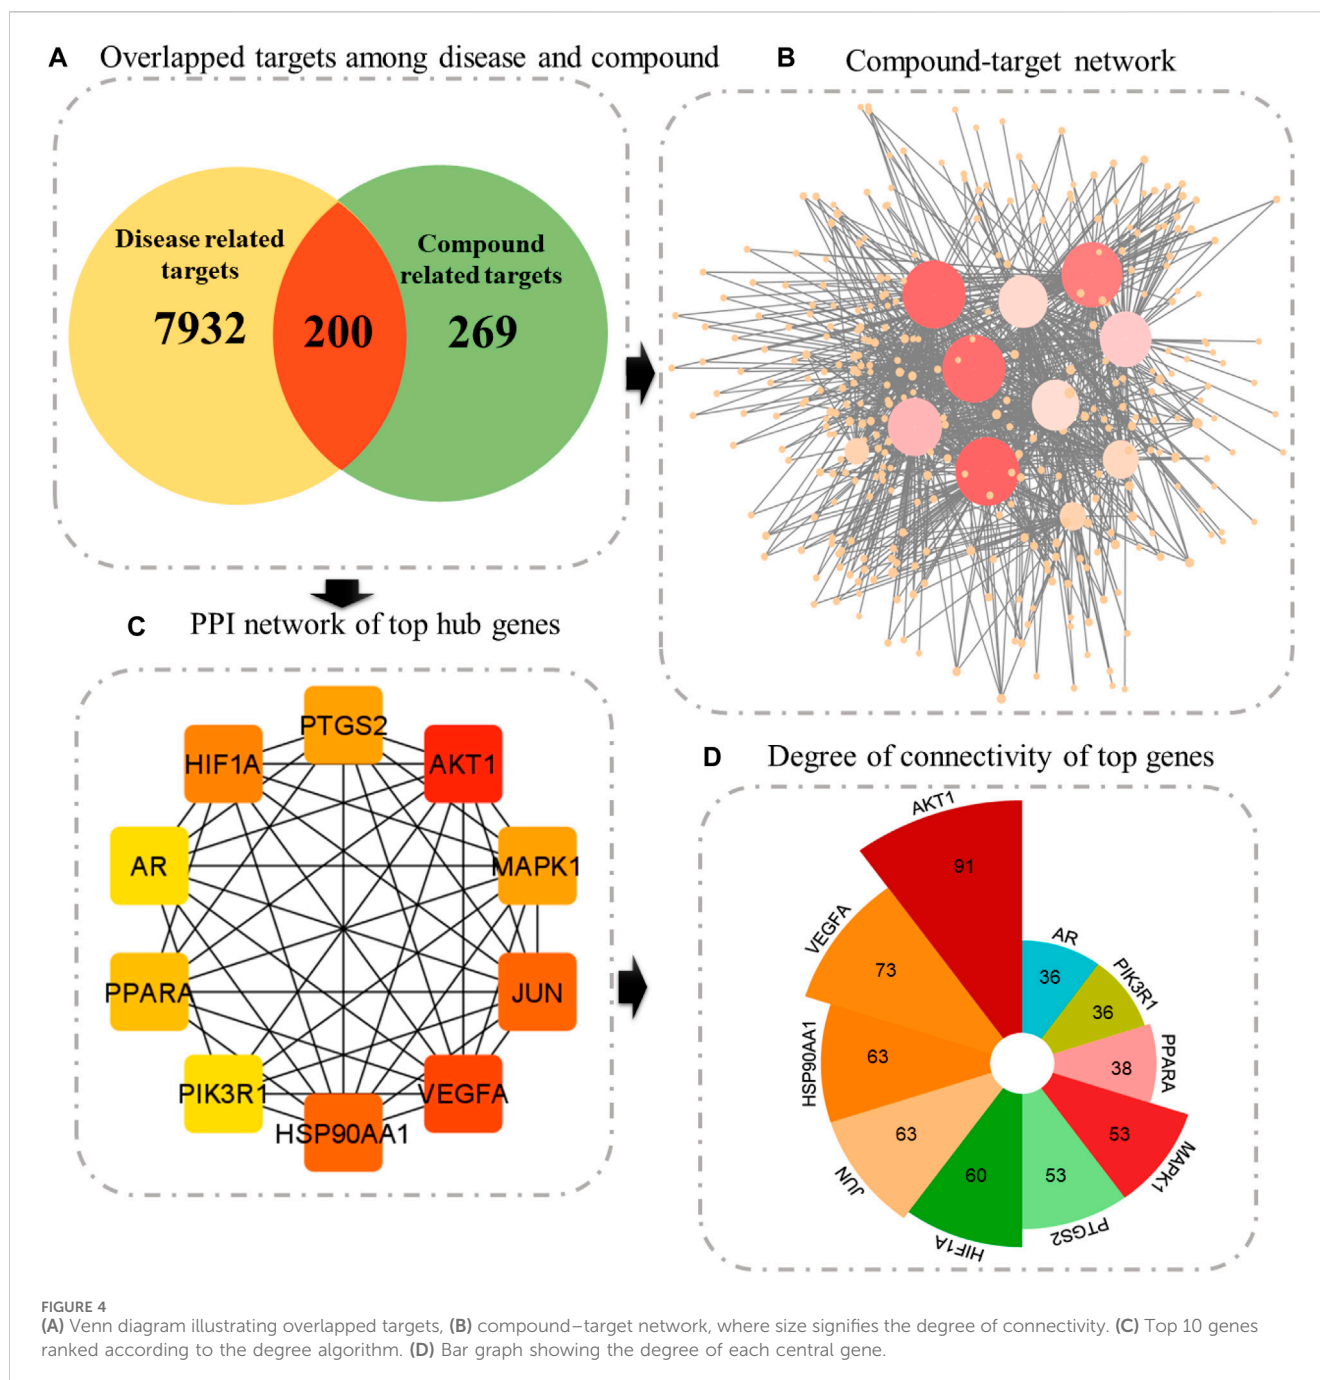 A Overlapped targets among disease and compound
Disease related
targets
7932
200
Compound
related targets
269
B Compound-target network
C PPI network of top hub genes
PTGS2
HIF1A
AKT1
AR
MAPK1
PPARA
JUN
PIK3R1
VEGFA
HSP90AA1
D Degree of connectivity of top genes
AKT1
91
VEGFA
73
HSP90AA1
63
JUN
63
HIF1A
60
PTGS2
53
MAPK1
53
PPARA
38
PIK3R1
36
AR
36
FIGURE 4
(A) Venn diagram illustrating overlapped targets, (B) compound–target network, where size signifies the degree of connectivity. (C) Top 10 genes
ranked according to the degree algorithm. (D) Bar graph showing the degree of each central gene.